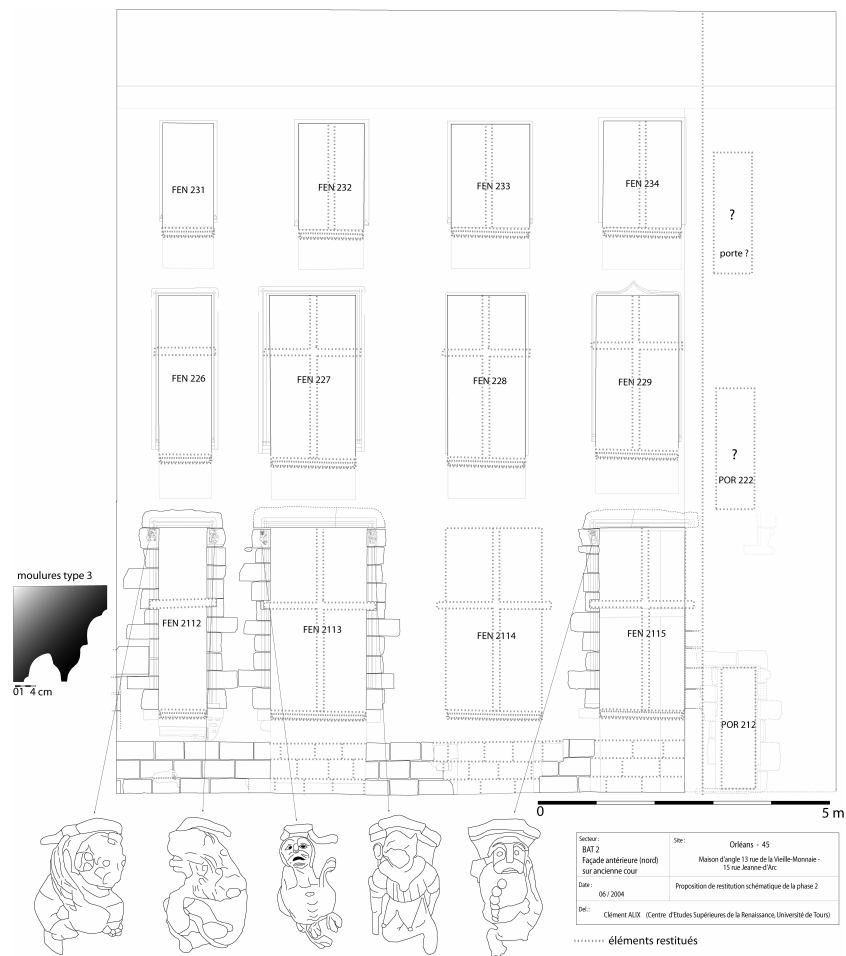 FEN 231
FEN 232
FEN 233
FEN 234
?
porte ?
FEN 226
FEN 227
FEN 228
FEN 229
?
POR 222
moulures type 3
01 4 cm
FEN 2112
FEN 2113
FEN 2114
FEN 2115
POR 212
0
5 m
Secteur :
BAT 2
Façade antérieure (nord)
sur ancienne cour
Site :
Orléans - 45
Maison d'angle 13 rue de la Vieille-Monnaie -
15 rue Jeanne-d'Arc
Date :
06 / 2004
Proposition de restitution schématique de la phase 2
Del. :
Clément ALIX (Centre d'Etudes Supérieures de la Renaissance, Université de Tours)
éléments restitués